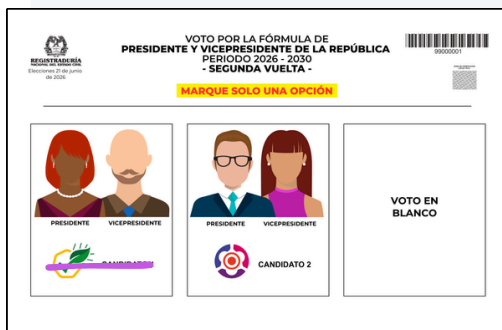 VOTO POR LA FÓRMULA DE
PRESIDENTE Y VICEPRESIDENTE DE LA REPÚBLICA
PERIODO 2026 - 2030
- SEGUNDA VUELTA -
MARQUE SOLO UNA OPCIÓN
REGISTRADURÍA
NACIONAL DEL ESTADO CIVIL
Elecciones 21 de junio
de 2026
99000001
PRESIDENTE VICEPRESIDENTE
PRESIDENTE VICEPRESIDENTE
CANDIDATO 2
VOTO EN
BLANCO